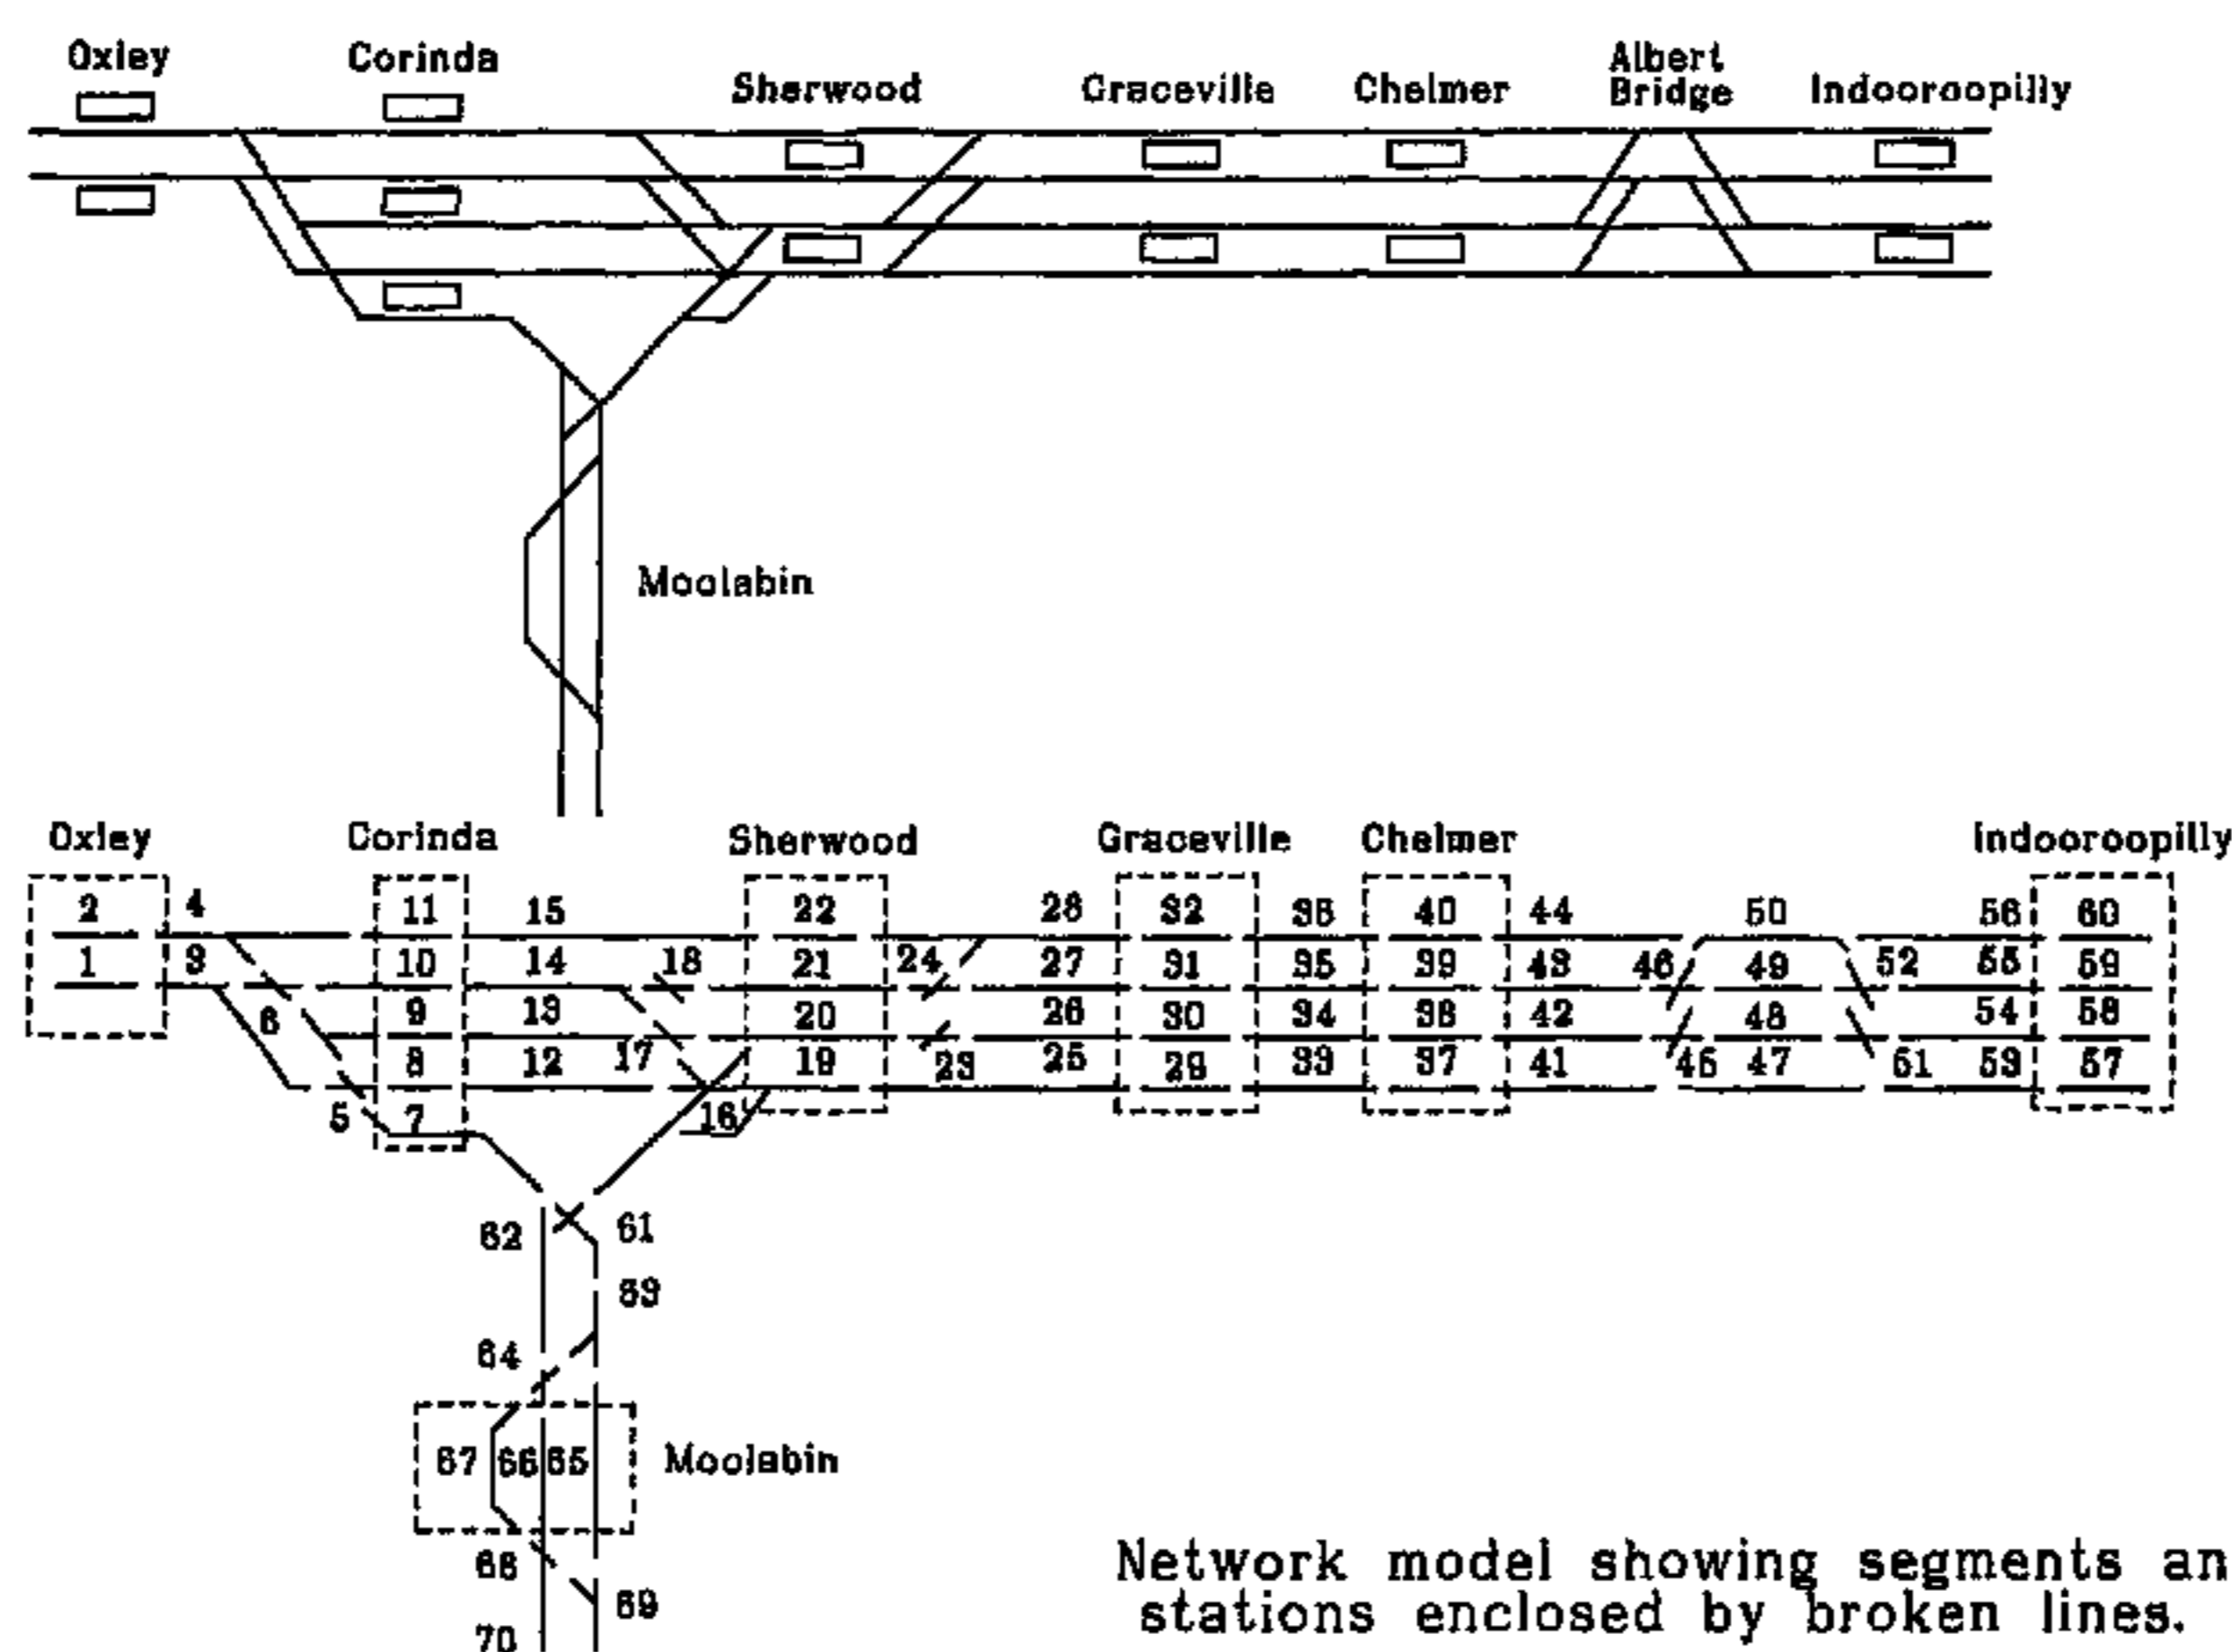 Oxley
Corinda
Sherwood
Graceville
Chelmer
Albert
Bridge
Indooroopilly
Moolabin
Oxley
Corinda
Sherwood
Graceville
Chelmer
Indooroopilly
2 4 11 15 22 28 32 36 40 44 50 56 60
1 3 10 14 18 21 24 27 31 35 39 43 46 49 52 55 59
6 9 13 20 26 30 34 38 42 48 54 58
8 12 17 19 23 25 29 33 37 41 45 47 51 53 57
5 7 16
62 61
63
64
67 66 65 Moolabin
68
69
70
Network model showing segments an
stations enclosed by broken lines.